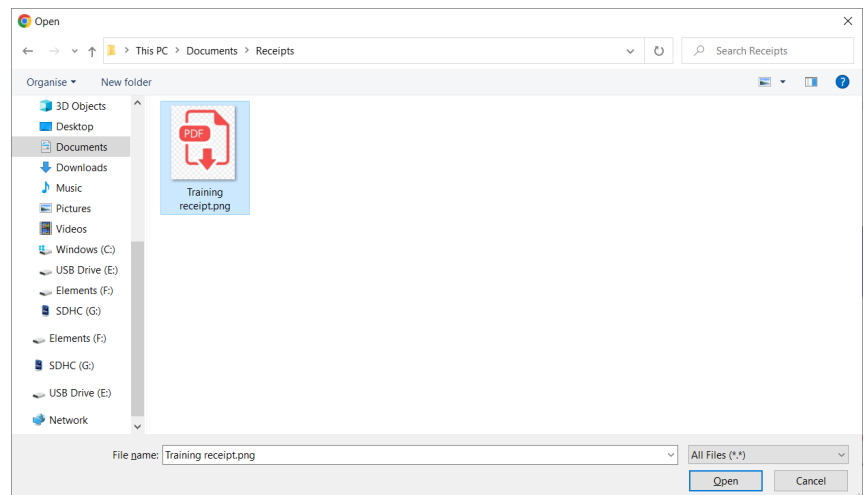 Open
This PC > Documents > Receipts
Search Receipts
Organise
New folder
3D Objects
Desktop
Documents
Downloads
Music
Pictures
Videos
Windows (C:)
USB Drive (E:)
Elements (F:)
SDHC (G:)
Elements (F:)
SDHC (G:)
USB Drive (E:)
Network
PDF
Training
receipt.png
File name: Training receipt.png
All Files (*.*)
Open
Cancel